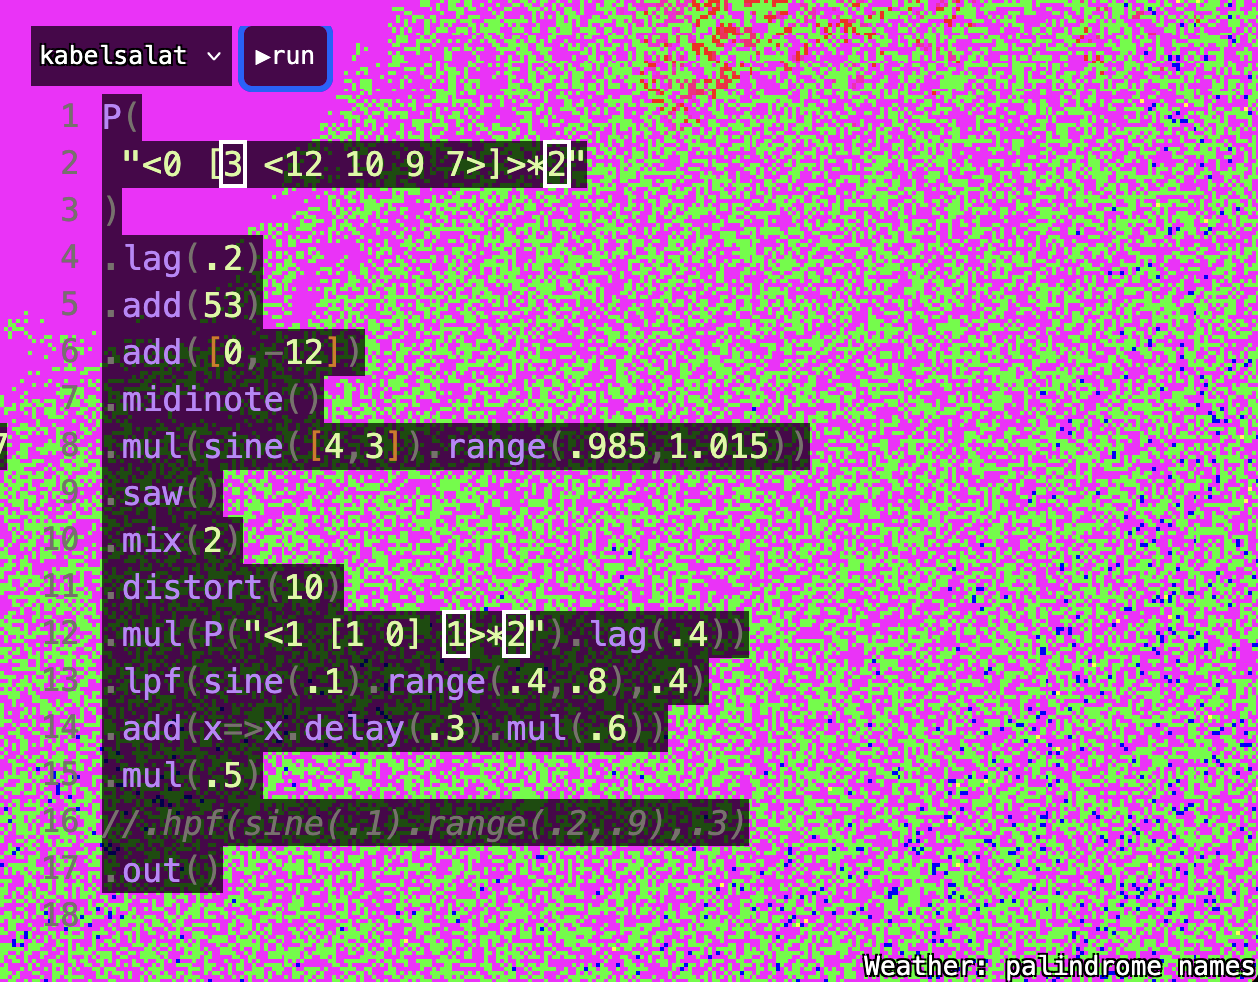 kabelsalat ▶run
1 P(
2 "<0 [3 <12 10 9 7>]>*2"
3 )
4 .lag(.2)
5 .add(53)
6 .add([0,-12])
7 .midinote()
7
8 .mul(sine([4,3]).range(.985,1.015))
9 .saw()
10 .mix(2)
11 .distort(10)
12 .mul(P("<1 [1 0] 1>*2").lag(.4))
13 .lpf(sine(.1).range(.4,.8),.4)
14 .add(x=>x.delay(.3).mul(.6))
15 .mul(.5)
16 //.hpf(sine(.1).range(.2,.9),.3)
17 .out()
18
Weather: palindrome names